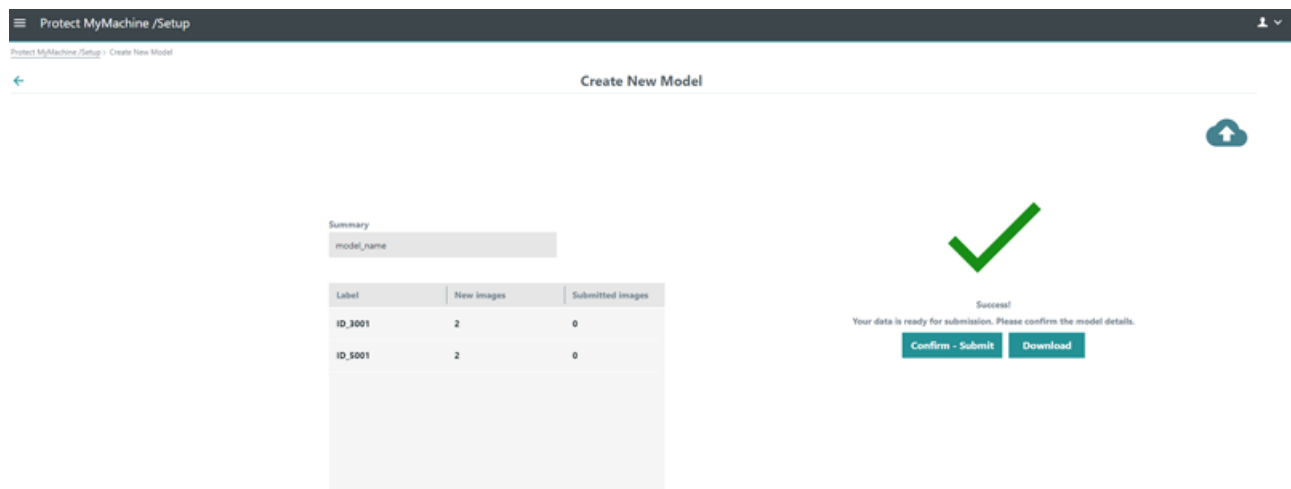 Protect MyMachine /Setup
Protect MyMachine /Setup › Create New Model
Create New Model
Summary
model_name
Label New images Submitted images
ID_3001 2 0
ID_5001 2 0
Success!
Your data is ready for submission. Please confirm the model details.
Confirm - Submit Download